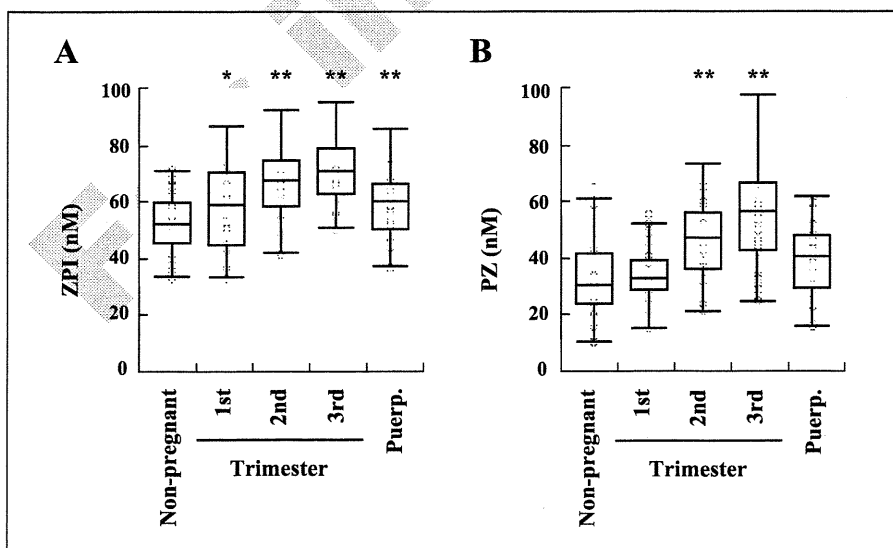 A
* ** ** **
100
80
60
40
20
0
ZPI (nM)
Non-pregnant
1st
2nd
3rd
Puerp.
Trimester
B
** **
100
80
60
40
20
0
PZ (nM)
Non-pregnant
1st
2nd
3rd
Puerp.
Trimester